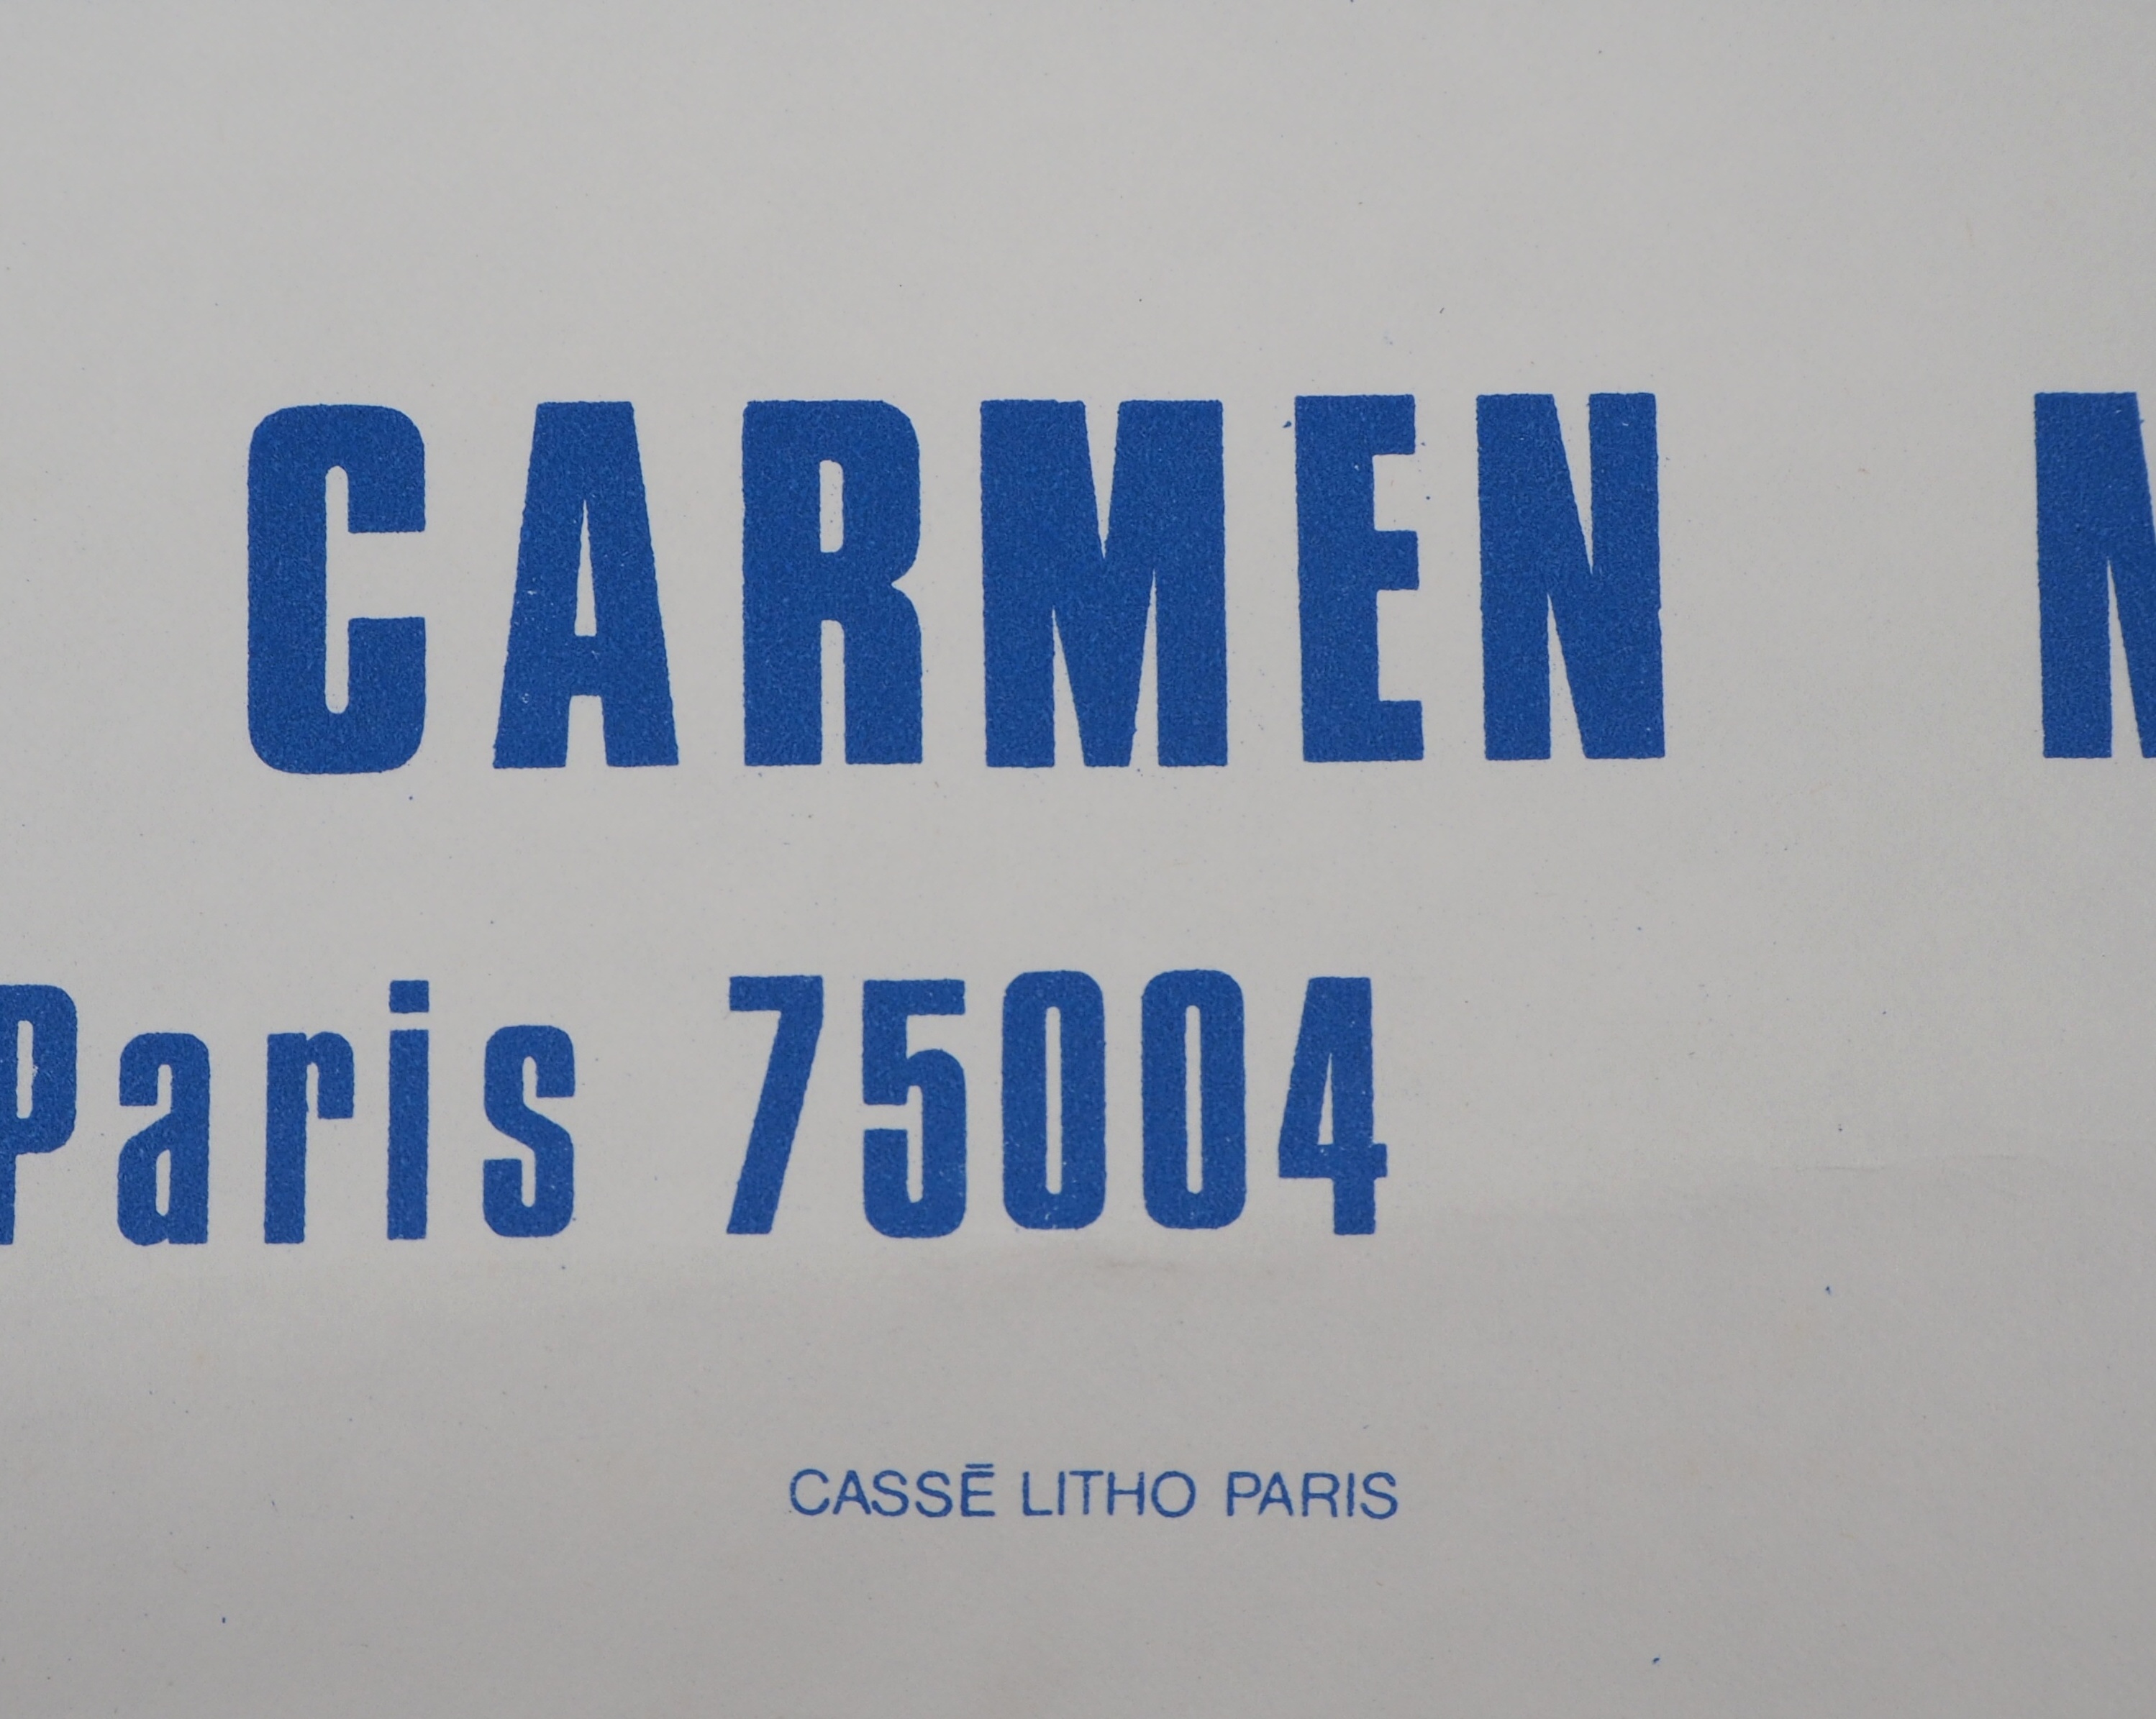 CARMEN
Paris 75004
CASSĒ LITHO PARIS